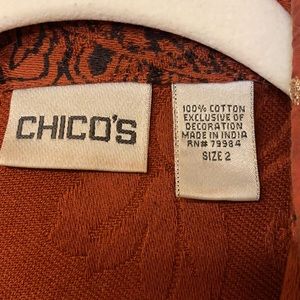 CHICO'S
100% COTTON
EXCLUSIVE OF
DECORATION
MADE IN INDIA
RN# 79984
SIZE 2